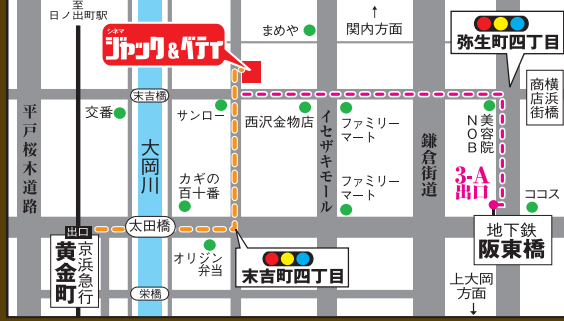 至
日ノ出町駅
シネマ
ジャック&ベティ
まめや
↑
関内方面
弥生町四丁目
横浜橋
商店街
平戸桜木道路
交番
末吉橋
大岡川
サンロー
西沢金物店
イセザキモール
ファミリー
マート
鎌倉街道
美容院
NOB
3-A
出口
カギの
百十番
ファミリー
マート
ココス
太田橋
出口
京浜急行
黄金町
オリジン
弁当
末吉町四丁目
地下鉄
阪東橋
上大岡
方面
↓
栄橋